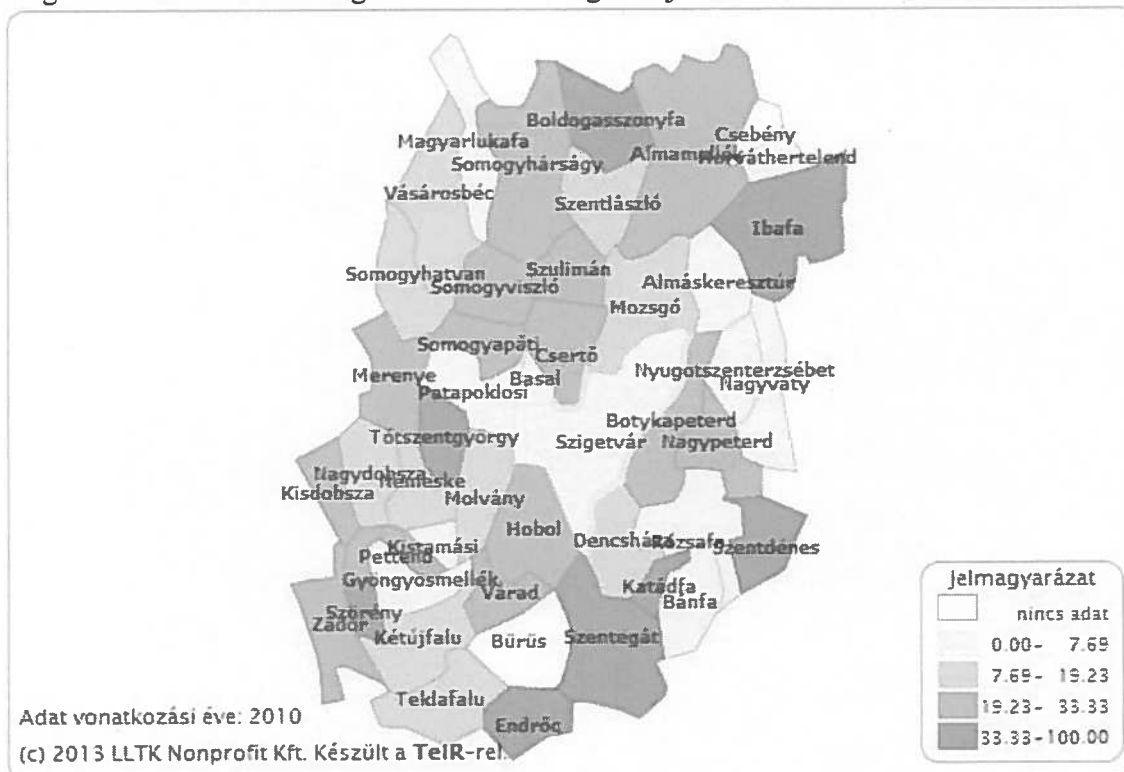 Boldogasszonyfa
Csebény
Magyarlukafa
Almamellék
Horváthertelend
Somogyhárságy
Vásárosbéc
Szentlászló
Ibafa
Somogyhatvan
Szulimán
Somogyviszló
Almáskeresztúr
Mozsgó
Somogyapáti
Csertő
Merenye
Basal
Nyugotszenterzsébet
Patapoklosi
Nagyváty
Botykapeterd
Tótszentgyörgy
Szigetvár
Nagypeterd
Nagydobsza
Nemeske
Kisdobsza
Molvány
Hobol
Dencsháza
Rózsafa
Szentdénes
Kistamási
Pettend
Gyöngyösmellék
Várad
Katádfa
Bánfa
Szörény
Zádor
Kétújfalu
Bürüs
Szentegát
Teklafalu
Endrőc
Jelmagyarázat
nincs adat
0.00- 7.69
7.69- 19.23
19.23- 33.33
33.33-100.00
Adat vonatkozási éve: 2010
(c) 2013 LLTK Nonprofit Kft. Készült a TeIR-rel.